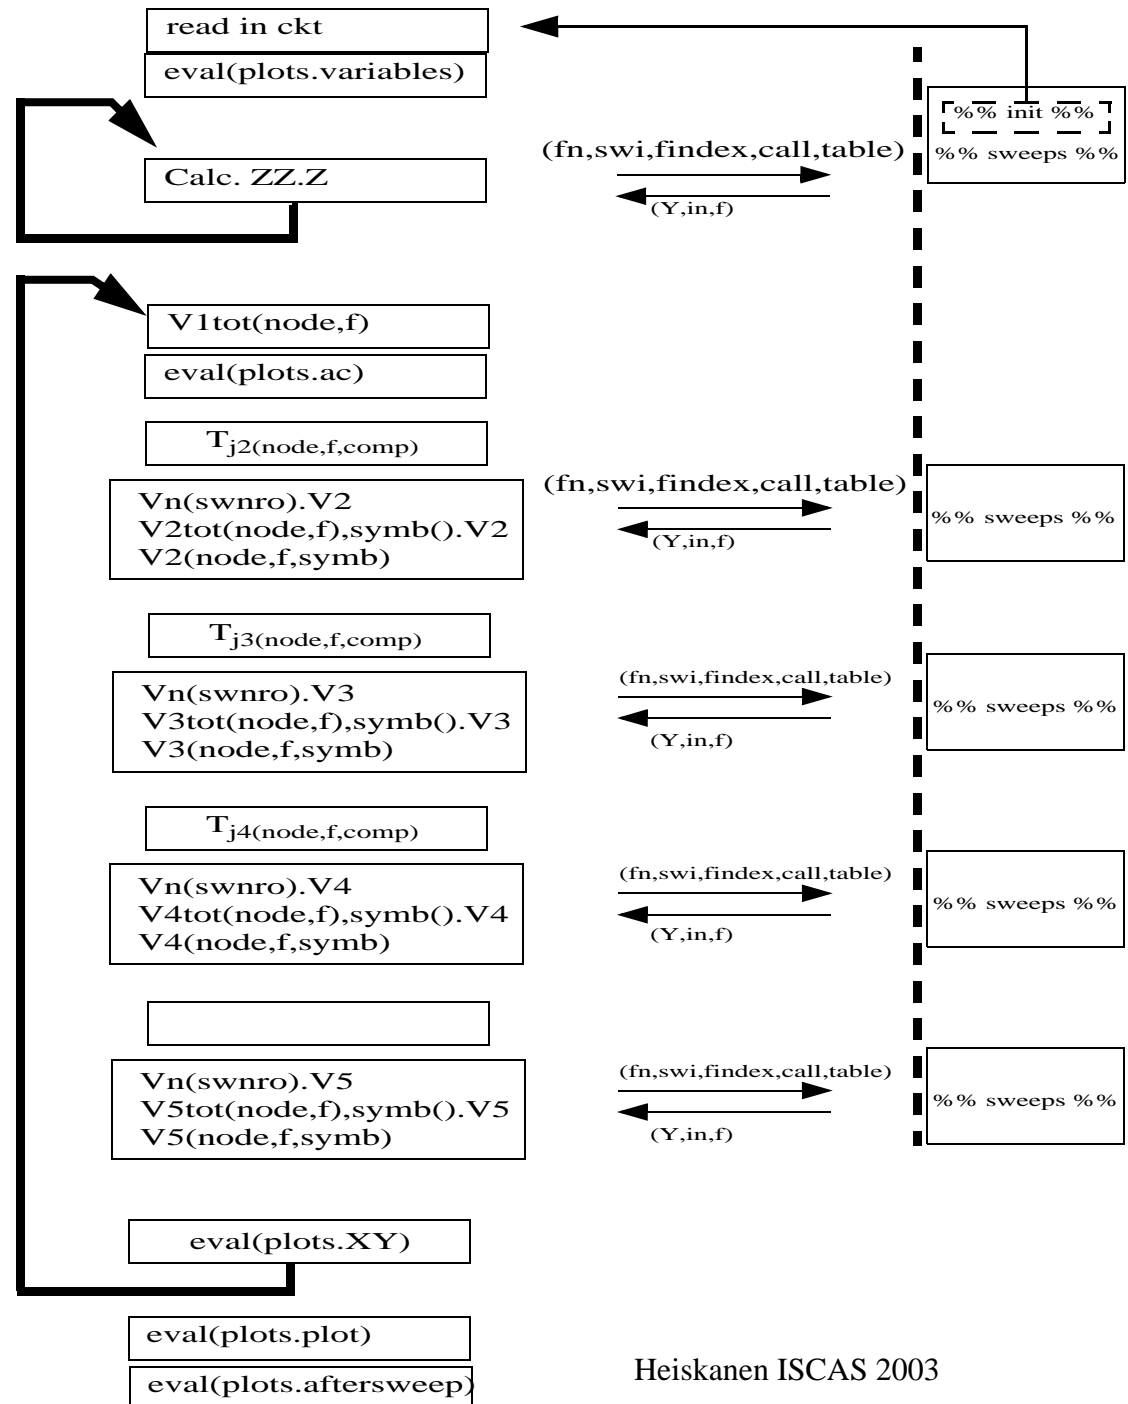 read in ckt
eval(plots.variables)
%% init %%
%% sweeps %%
Calc. ZZ.Z
(fn,swi,findex,call,table)
(Y,in,f)
V1tot(node,f)
eval(plots.ac)
Tj2(node,f,comp)
Vn(swnro).V2
V2tot(node,f),symb().V2
V2(node,f,symb)
(fn,swi,findex,call,table)
(Y,in,f)
%% sweeps %%
Tj3(node,f,comp)
Vn(swnro).V3
V3tot(node,f),symb().V3
V3(node,f,symb)
(fn,swi,findex,call,table)
(Y,in,f)
%% sweeps %%
Tj4(node,f,comp)
Vn(swnro).V4
V4tot(node,f),symb().V4
V4(node,f,symb)
(fn,swi,findex,call,table)
(Y,in,f)
%% sweeps %%
Vn(swnro).V5
V5tot(node,f),symb().V5
V5(node,f,symb)
(fn,swi,findex,call,table)
(Y,in,f)
%% sweeps %%
eval(plots.XY)
eval(plots.plot)
eval(plots.aftersweep)
Heiskanen ISCAS 2003